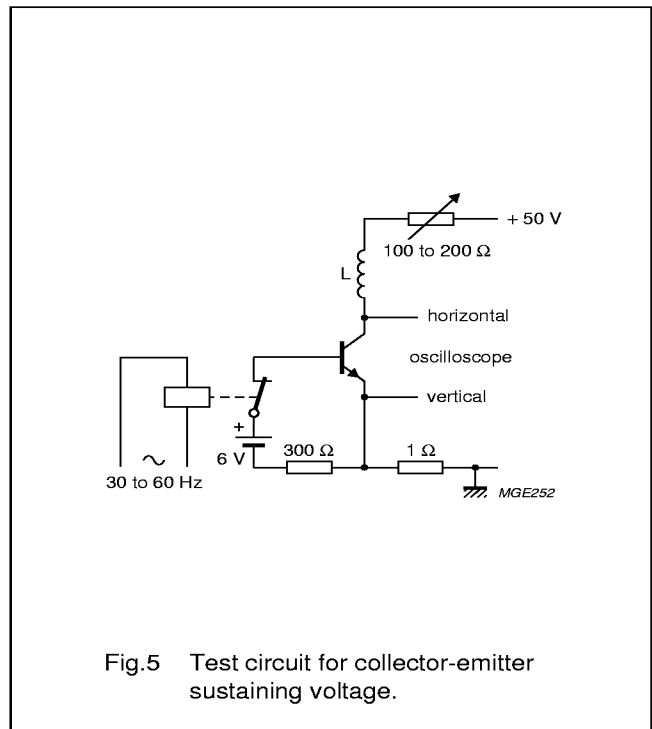 + 50 V
100 to 200 Ω
L
horizontal
oscilloscope
vertical
+
6 V
300 Ω
1 Ω
30 to 60 Hz
MGE252
Fig.5 Test circuit for collector-emitter
sustaining voltage.